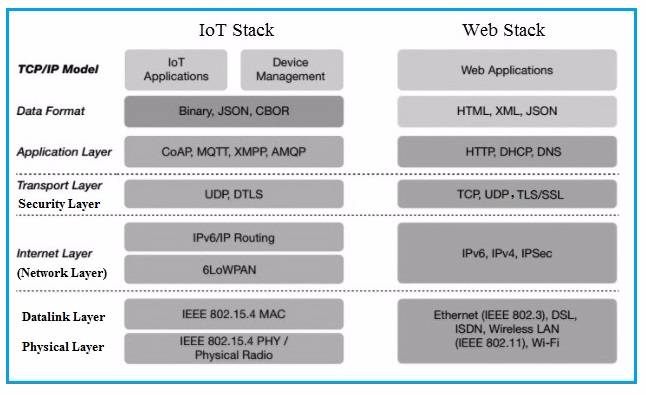 IoT Stack Web Stack
TCP/IP Model IoT Device Web Applications
Applications Management
Data Format Binary, JSON, CBOR HTML, XML, JSON
Application Layer CoAP, MQTT, XMPP, AMQP HTTP, DHCP, DNS
Transport Layer UDP, DTLS TCP, UDP，TLS/SSL
Security Layer
IPv6/IP Routing
Internet Layer IPv6, IPv4, IPSec
(Network Layer) 6LoWPAN
Datalink Layer IEEE 802.15.4 MAC Ethernet (IEEE 802.3), DSL,
ISDN, Wireless LAN
Physical Layer IEEE 802.15.4 PHY / (IEEE 802.11), Wi-Fi
Physical Radio